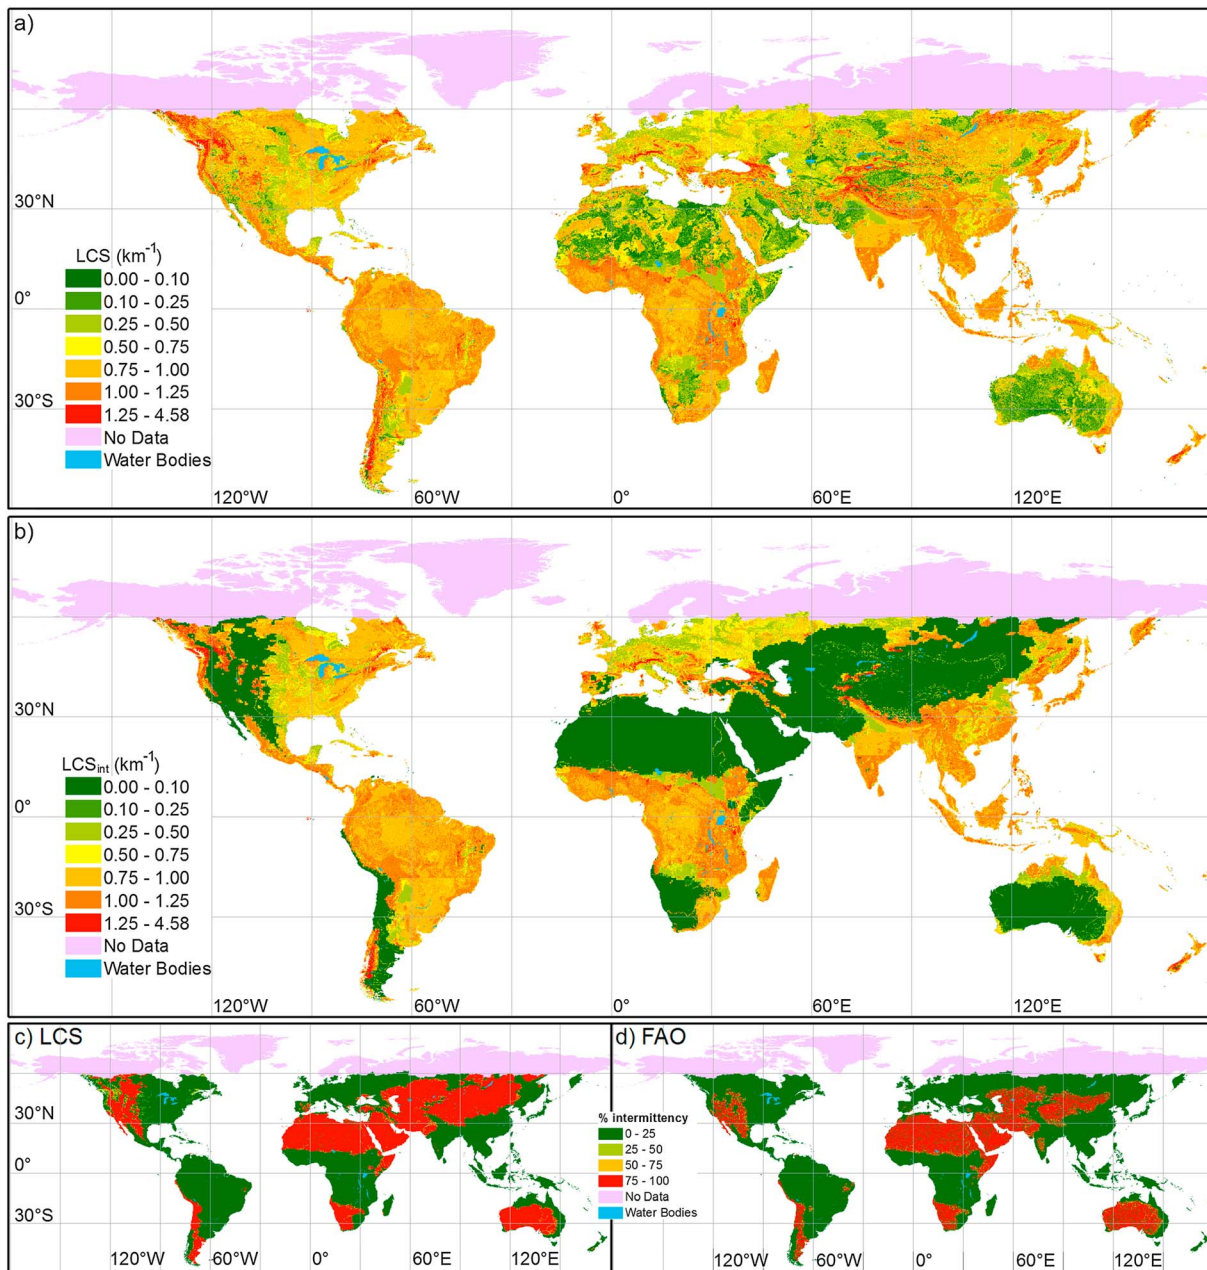 a)
30°N
LCS (km-1)
0.00 - 0.10
0.10 - 0.25
0.25 - 0.50
0.50 - 0.75
0.75 - 1.00
1.00 - 1.25
1.25 - 4.58
No Data
Water Bodies
0°
30°S
120°W
60°W
0°
60°E
120°E
b)
30°N
LCSint (km-1)
0.00 - 0.10
0.10 - 0.25
0.25 - 0.50
0.50 - 0.75
0.75 - 1.00
1.00 - 1.25
1.25 - 4.58
No Data
Water Bodies
0°
30°S
120°W
60°W
0°
60°E
120°E
c) LCS
30°N
0°
30°S
120°W
-60°W
0°
60°E
120°E
% intermittency
0 - 25
25 - 50
50 - 75
75 - 100
No Data
Water Bodies
d) FAO
120°W
-60°W
0°
60°E
120°E